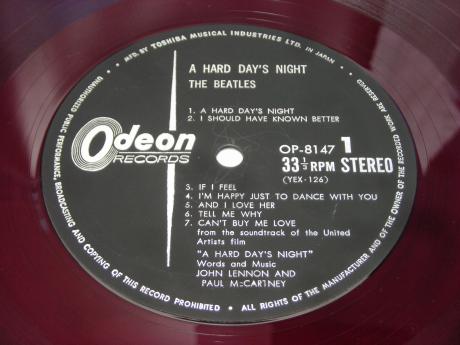 • MFD. BY TOSHIBA MUSICAL INDUSTRIES LTD. IN JAPAN •
A HARD DAY'S NIGHT
THE BEATLES
1. A HARD DAY'S NIGHT
2. I SHOULD HAVE KNOWN BETTER
Odeon
RECORDS
OP-8147 1
33 1/3 RPM STEREO
(YEX-126)
3. IF I FEEL
4. I'M HAPPY JUST TO DANCE WITH YOU
5. AND I LOVE HER
6. TELL ME WHY
7. CAN'T BUY ME LOVE
from the soundtrack of the United
Artists film
"A HARD DAY'S NIGHT"
Words and Music
JOHN LENNON AND
PAUL McCARTNEY
UNAUTHORIZED PUBLIC PERFORMANCE, BROADCASTING AND COPYING OF THIS RECORD PROHIBITED • ALL RIGHTS OF THE MANUFACTURER AND OF THE OWNER OF THE RECORDED WORK ARE RESERVED